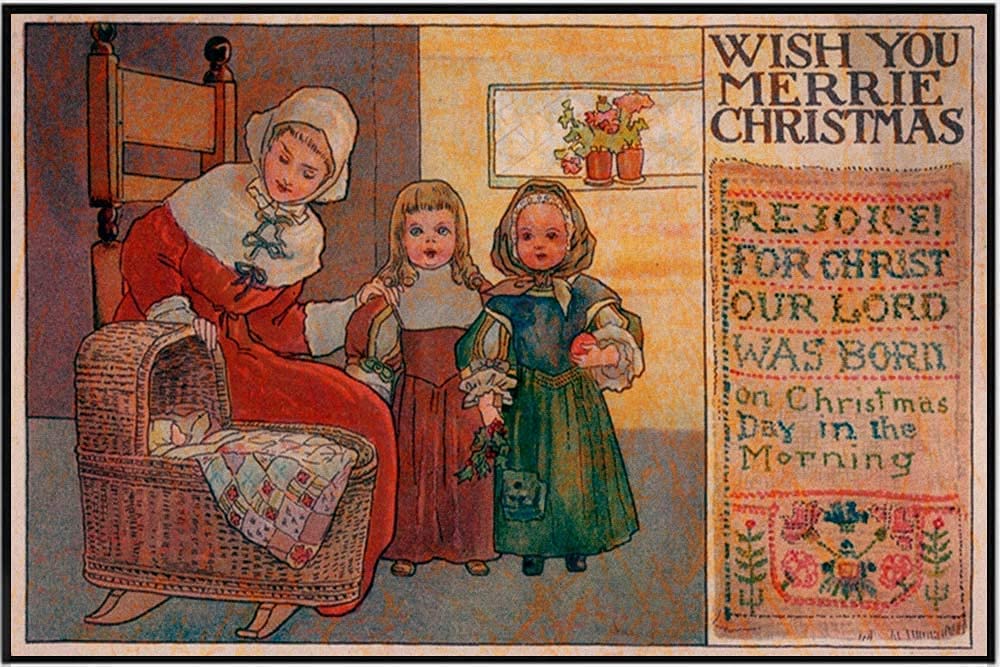 WISH YOU
MERRIE
CHRISTMAS
REJOICE!
FOR CHRIST
OUR LORD
WAS BORN
on Christmas
Day in the
Morning